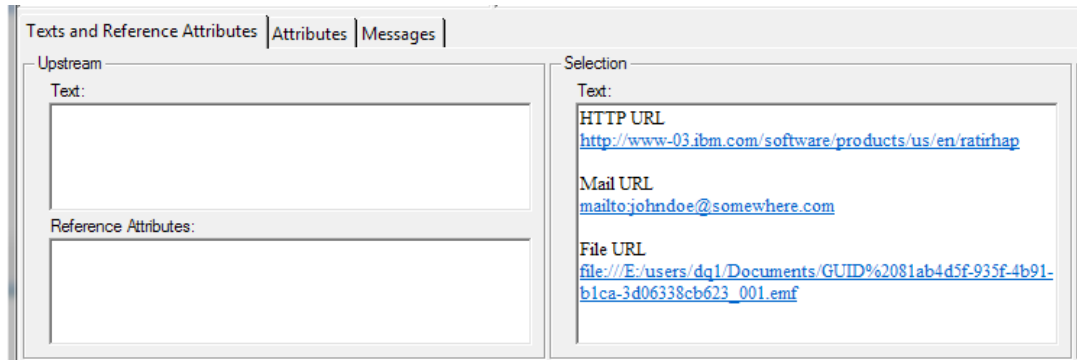 Texts and Reference Attributes Attributes Messages
Upstream
Text:
Reference Attributes:
Selection
Text:
HTTP URL
http://www-03.ibm.com/software/products/us/en/ratirhap
Mail URL
mailto:johndoe@somewhere.com
File URL
file:///E:/users/dq1/Documents/GUID%2081ab4d5f-935f-4b91-
b1ca-3d06338cb623_001.emf